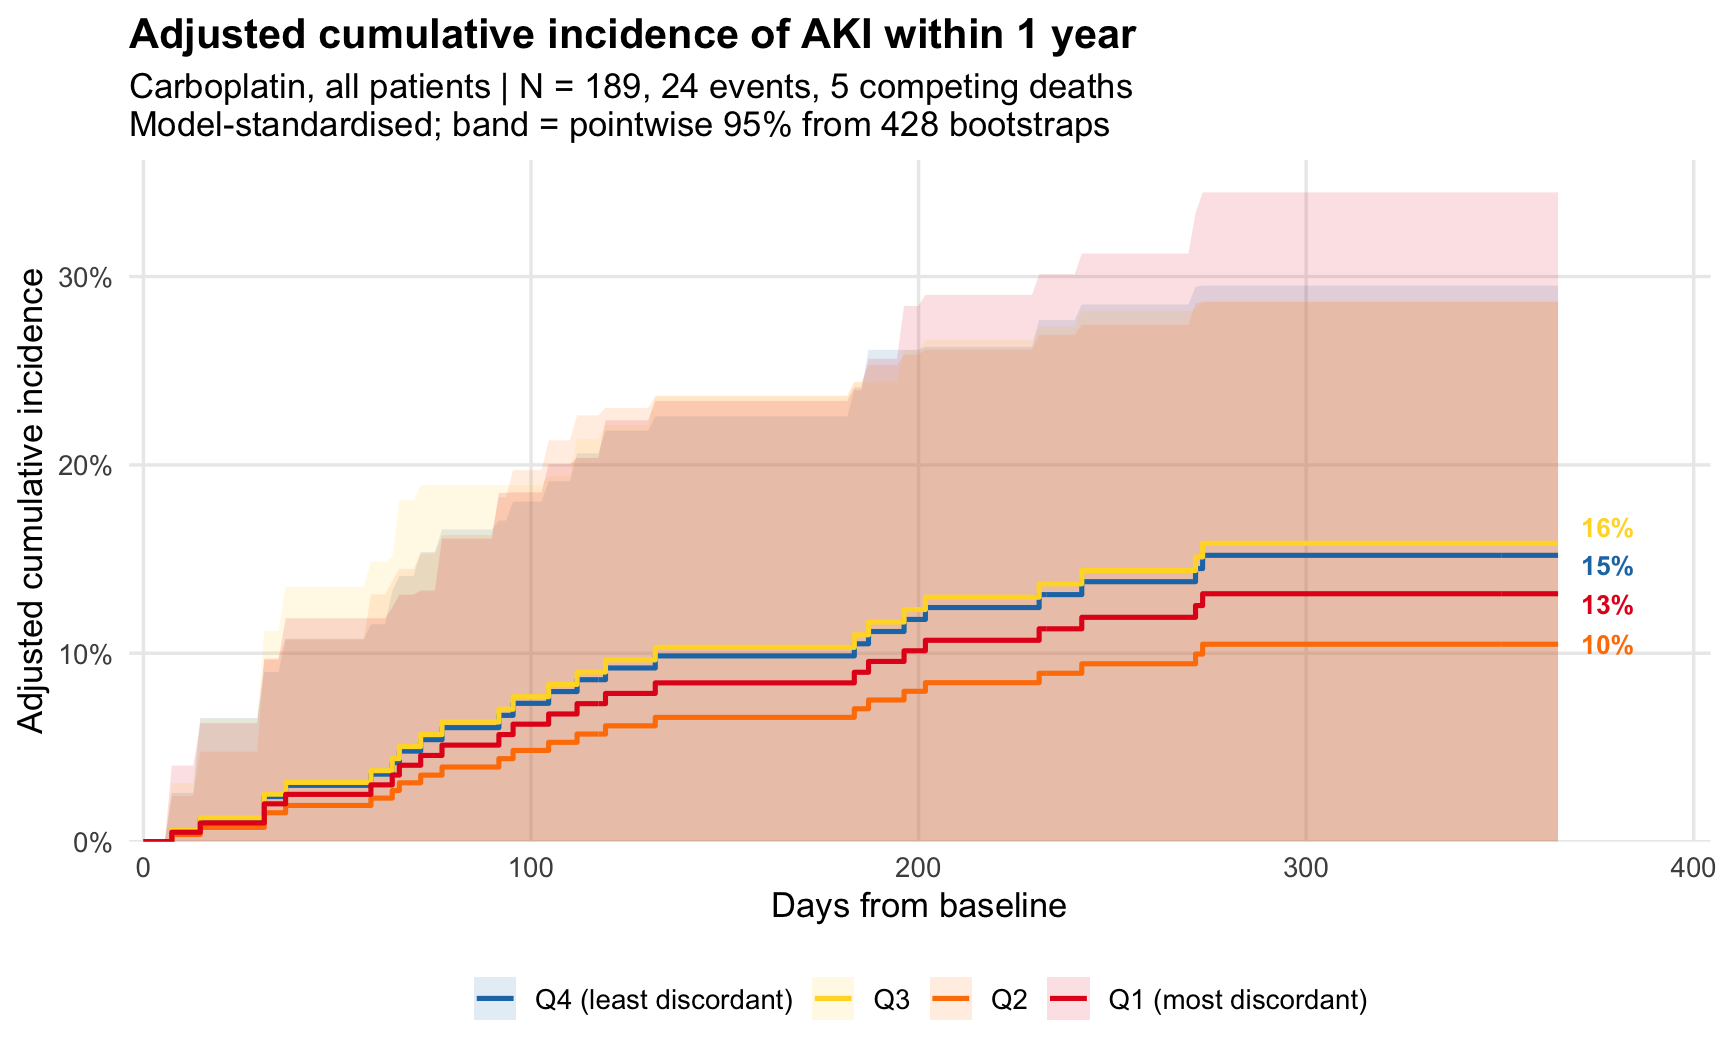 Adjusted cumulative incidence of AKI within 1 year
Carboplatin, all patients | N = 189, 24 events, 5 competing deaths
Model-standardised; band = pointwise 95% from 428 bootstraps
Adjusted cumulative incidence
30%
20%
10%
0%
16%
15%
13%
10%
0 100 200 300 400
Days from baseline
Q4 (least discordant) Q3 Q2 Q1 (most discordant)